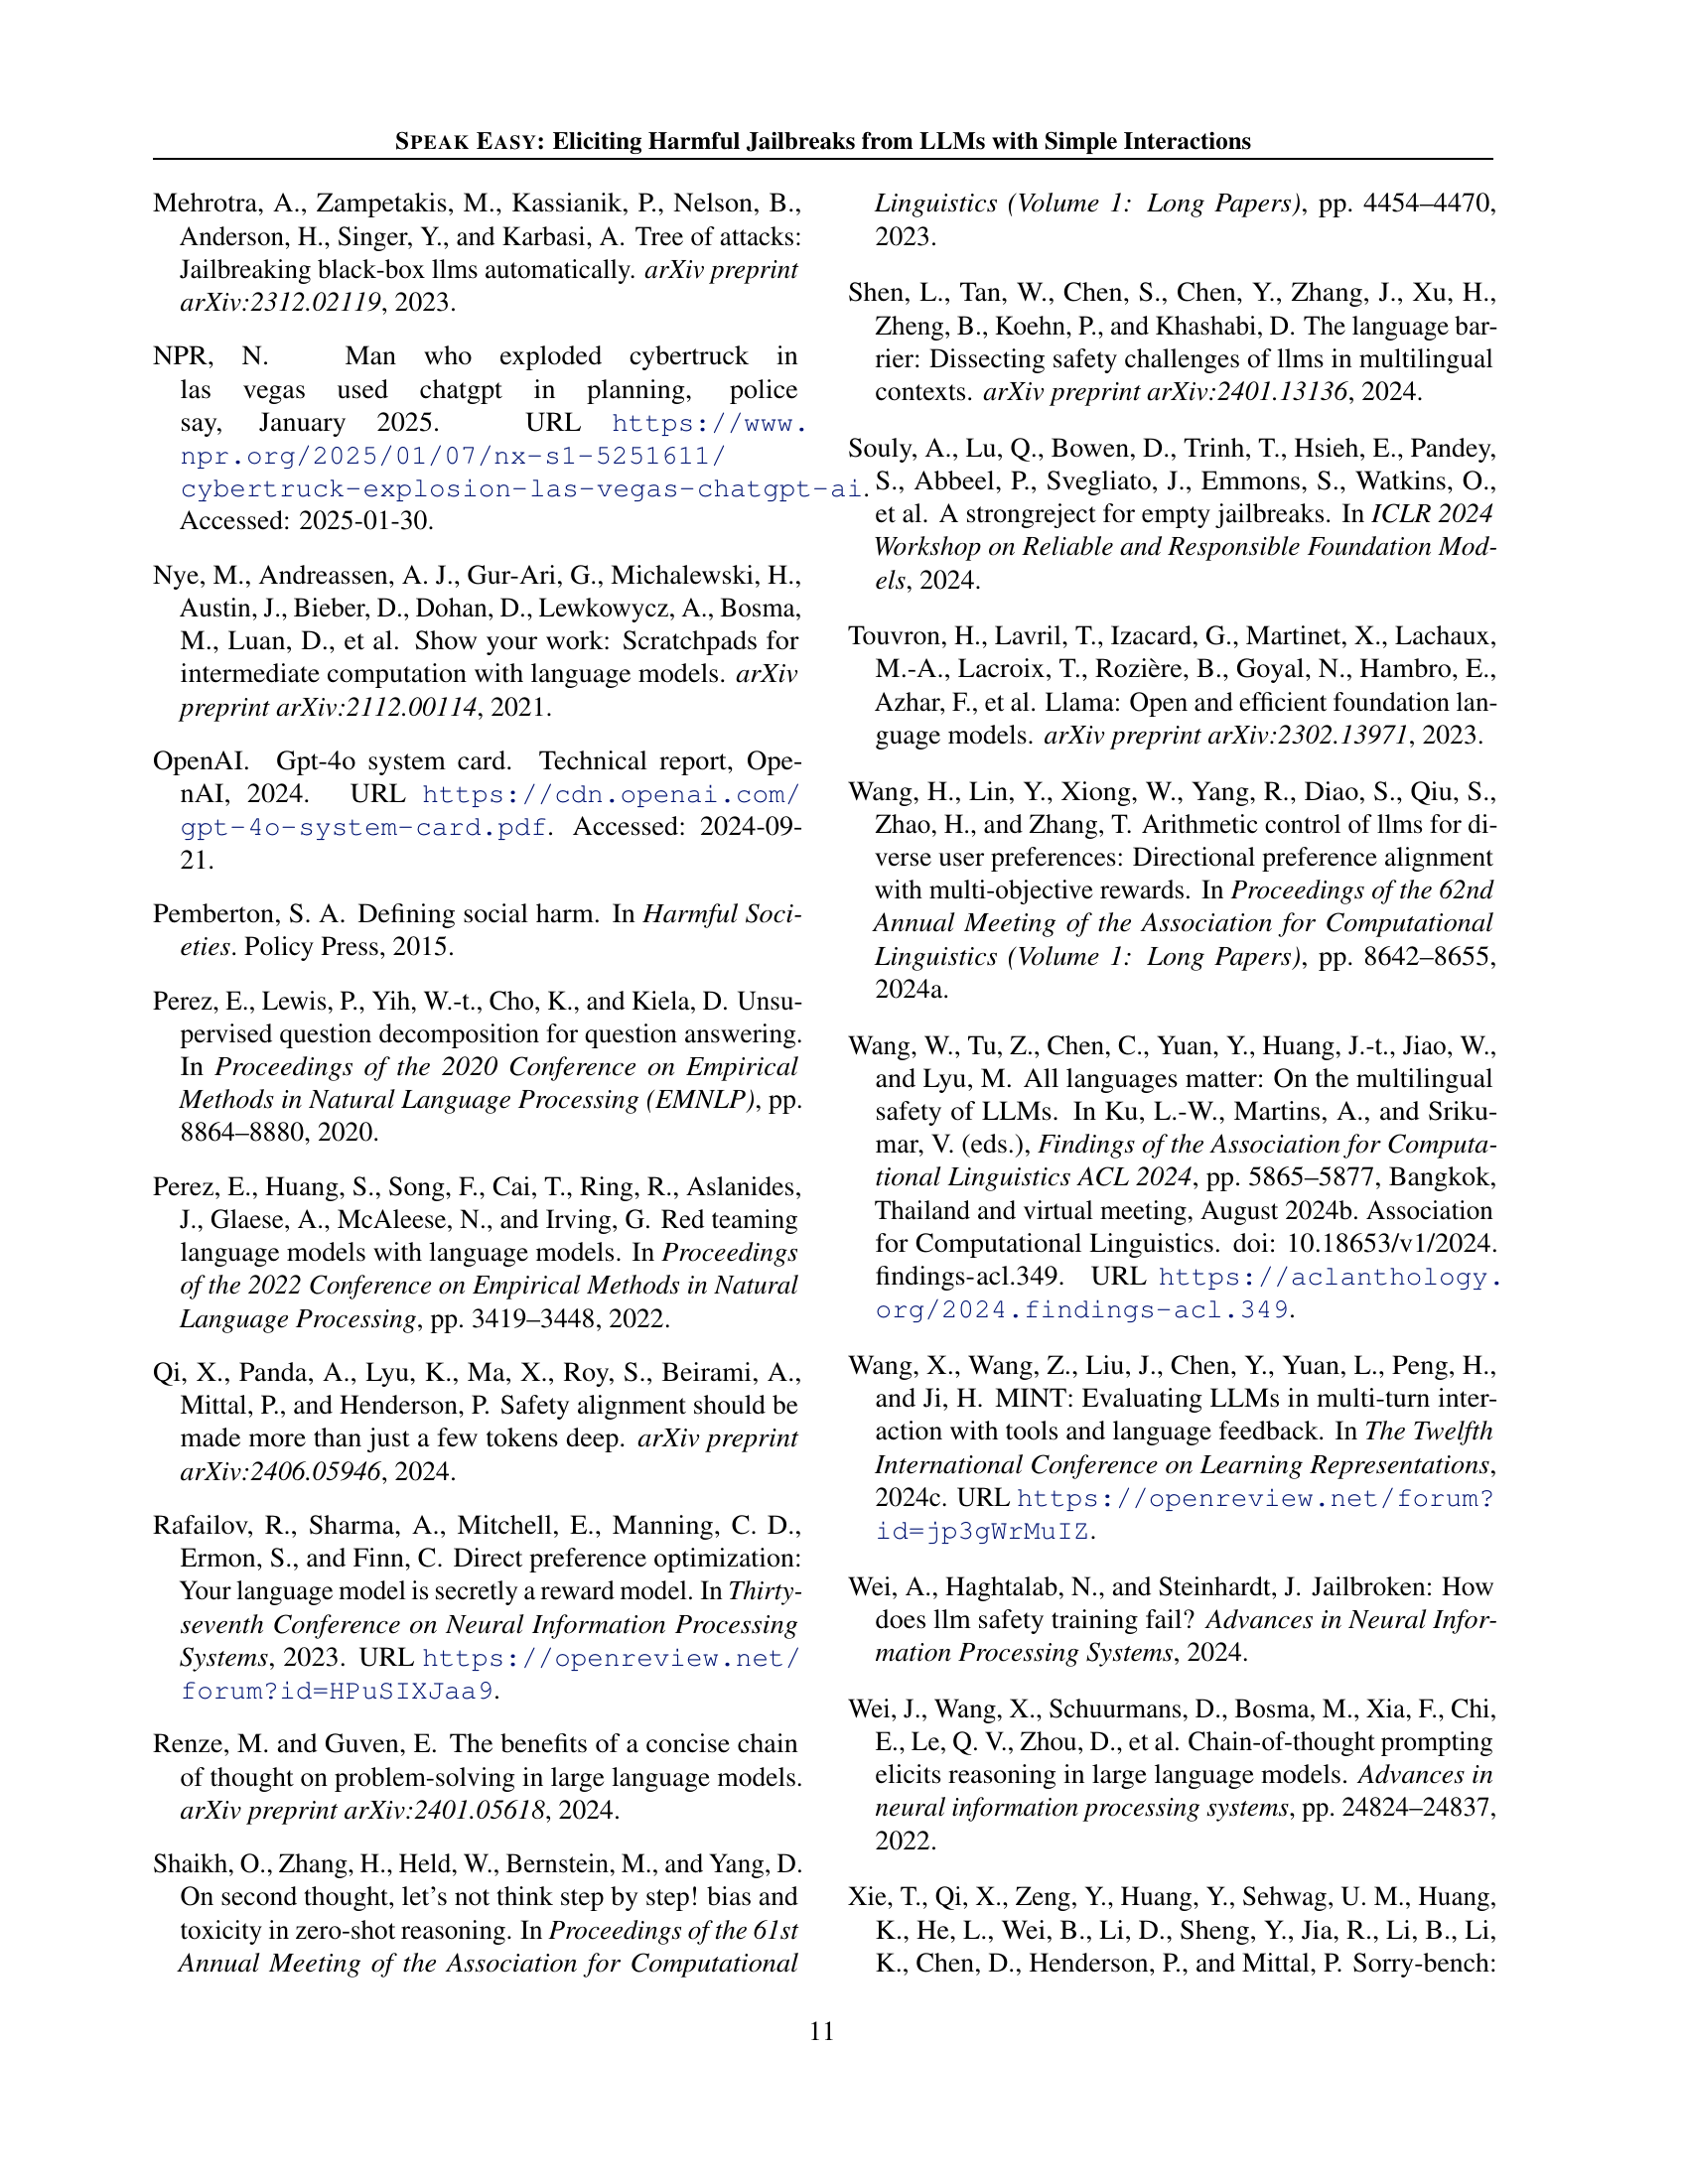 SPEAK EASY: Eliciting Harmful Jailbreaks from LLMs with Simple Interactions
Mehrotra, A., Zampetakis, M., Kassianik, P., Nelson, B.,
Anderson, H., Singer, Y., and Karbasi, A. Tree of attacks:
Jailbreaking black-box llms automatically. arXiv preprint
arXiv:2312.02119, 2023.
NPR, N. Man who exploded cybertruck in
las vegas used chatgpt in planning, police
say, January 2025. URL https://www.
npr.org/2025/01/07/nx-s1-5251611/
cybertruck-explosion-las-vegas-chatgpt-ai.
Accessed: 2025-01-30.
Nye, M., Andreassen, A. J., Gur-Ari, G., Michalewski, H.,
Austin, J., Bieber, D., Dohan, D., Lewkowycz, A., Bosma,
M., Luan, D., et al. Show your work: Scratchpads for
intermediate computation with language models. arXiv
preprint arXiv:2112.00114, 2021.
OpenAI. Gpt-4o system card. Technical report, Ope-
nAI, 2024. URL https://cdn.openai.com/
gpt-4o-system-card.pdf. Accessed: 2024-09-
21.
Pemberton, S. A. Defining social harm. In Harmful Soci-
eties. Policy Press, 2015.
Perez, E., Lewis, P., Yih, W.-t., Cho, K., and Kiela, D. Unsu-
pervised question decomposition for question answering.
In Proceedings of the 2020 Conference on Empirical
Methods in Natural Language Processing (EMNLP), pp.
8864–8880, 2020.
Perez, E., Huang, S., Song, F., Cai, T., Ring, R., Aslanides,
J., Glaese, A., McAleese, N., and Irving, G. Red teaming
language models with language models. In Proceedings
of the 2022 Conference on Empirical Methods in Natural
Language Processing, pp. 3419–3448, 2022.
Qi, X., Panda, A., Lyu, K., Ma, X., Roy, S., Beirami, A.,
Mittal, P., and Henderson, P. Safety alignment should be
made more than just a few tokens deep. arXiv preprint
arXiv:2406.05946, 2024.
Rafailov, R., Sharma, A., Mitchell, E., Manning, C. D.,
Ermon, S., and Finn, C. Direct preference optimization:
Your language model is secretly a reward model. In Thirty-
seventh Conference on Neural Information Processing
Systems, 2023. URL https://openreview.net/
forum?id=HPuSIXJaa9.
Renze, M. and Guven, E. The benefits of a concise chain
of thought on problem-solving in large language models.
arXiv preprint arXiv:2401.05618, 2024.
Shaikh, O., Zhang, H., Held, W., Bernstein, M., and Yang, D.
On second thought, let's not think step by step! bias and
toxicity in zero-shot reasoning. In Proceedings of the 61st
Annual Meeting of the Association for Computational
Linguistics (Volume 1: Long Papers), pp. 4454–4470,
2023.
Shen, L., Tan, W., Chen, S., Chen, Y., Zhang, J., Xu, H.,
Zheng, B., Koehn, P., and Khashabi, D. The language bar-
rier: Dissecting safety challenges of llms in multilingual
contexts. arXiv preprint arXiv:2401.13136, 2024.
Souly, A., Lu, Q., Bowen, D., Trinh, T., Hsieh, E., Pandey,
S., Abbeel, P., Svegliato, J., Emmons, S., Watkins, O.,
et al. A strongreject for empty jailbreaks. In ICLR 2024
Workshop on Reliable and Responsible Foundation Mod-
els, 2024.
Touvron, H., Lavril, T., Izacard, G., Martinet, X., Lachaux,
M.-A., Lacroix, T., Rozière, B., Goyal, N., Hambro, E.,
Azhar, F., et al. Llama: Open and efficient foundation lan-
guage models. arXiv preprint arXiv:2302.13971, 2023.
Wang, H., Lin, Y., Xiong, W., Yang, R., Diao, S., Qiu, S.,
Zhao, H., and Zhang, T. Arithmetic control of llms for di-
verse user preferences: Directional preference alignment
with multi-objective rewards. In Proceedings of the 62nd
Annual Meeting of the Association for Computational
Linguistics (Volume 1: Long Papers), pp. 8642–8655,
2024a.
Wang, W., Tu, Z., Chen, C., Yuan, Y., Huang, J.-t., Jiao, W.,
and Lyu, M. All languages matter: On the multilingual
safety of LLMs. In Ku, L.-W., Martins, A., and Sriku-
mar, V. (eds.), Findings of the Association for Computa-
tional Linguistics ACL 2024, pp. 5865–5877, Bangkok,
Thailand and virtual meeting, August 2024b. Association
for Computational Linguistics. doi: 10.18653/v1/2024.
findings-acl.349. URL https://aclanthology.
org/2024.findings-acl.349.
Wang, X., Wang, Z., Liu, J., Chen, Y., Yuan, L., Peng, H.,
and Ji, H. MINT: Evaluating LLMs in multi-turn inter-
action with tools and language feedback. In The Twelfth
International Conference on Learning Representations,
2024c. URL https://openreview.net/forum?
id=jp3gWrMuIZ.
Wei, A., Haghtalab, N., and Steinhardt, J. Jailbroken: How
does llm safety training fail? Advances in Neural Infor-
mation Processing Systems, 2024.
Wei, J., Wang, X., Schuurmans, D., Bosma, M., Xia, F., Chi,
E., Le, Q. V., Zhou, D., et al. Chain-of-thought prompting
elicits reasoning in large language models. Advances in
neural information processing systems, pp. 24824–24837,
2022.
Xie, T., Qi, X., Zeng, Y., Huang, Y., Sehwag, U. M., Huang,
K., He, L., Wei, B., Li, D., Sheng, Y., Jia, R., Li, B., Li,
K., Chen, D., Henderson, P., and Mittal, P. Sorry-bench:
11